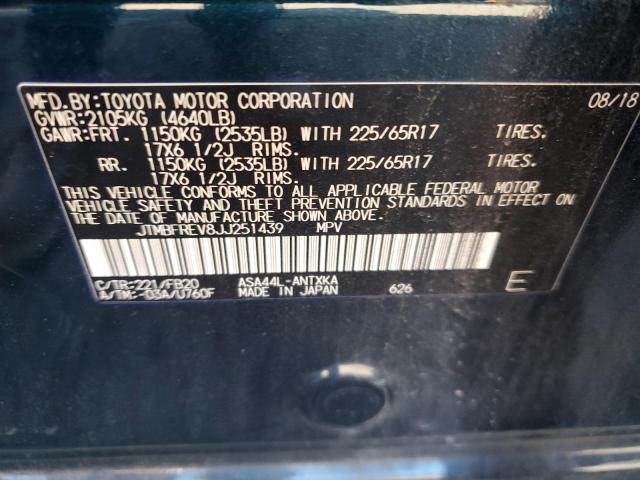 MFD.BY:TOYOTA MOTOR CORPORATION 08/18
GVWR:2105KG (4640LB)
GAWR:FRT. 1150KG (2535LB) WITH 225/65R17 TIRES.
17X6 1/2J RIMS.
RR. 1150KG (2535LB) WITH 225/65R17 TIRES.
17X6 1/2J RIMS.
THIS VEHICLE CONFORMS TO ALL APPLICABLE FEDERAL MOTOR
VEHICLE SAFETY AND THEFT PREVENTION STANDARDS IN EFFECT ON
THE DATE OF MANUFACTURE SHOWN ABOVE.
JTMBFREV8JJ251439 MPV
C/TR:221/FB20 ASA44L-ANTXKA
A/TM:-03A/U760F MADE IN JAPAN 626 E